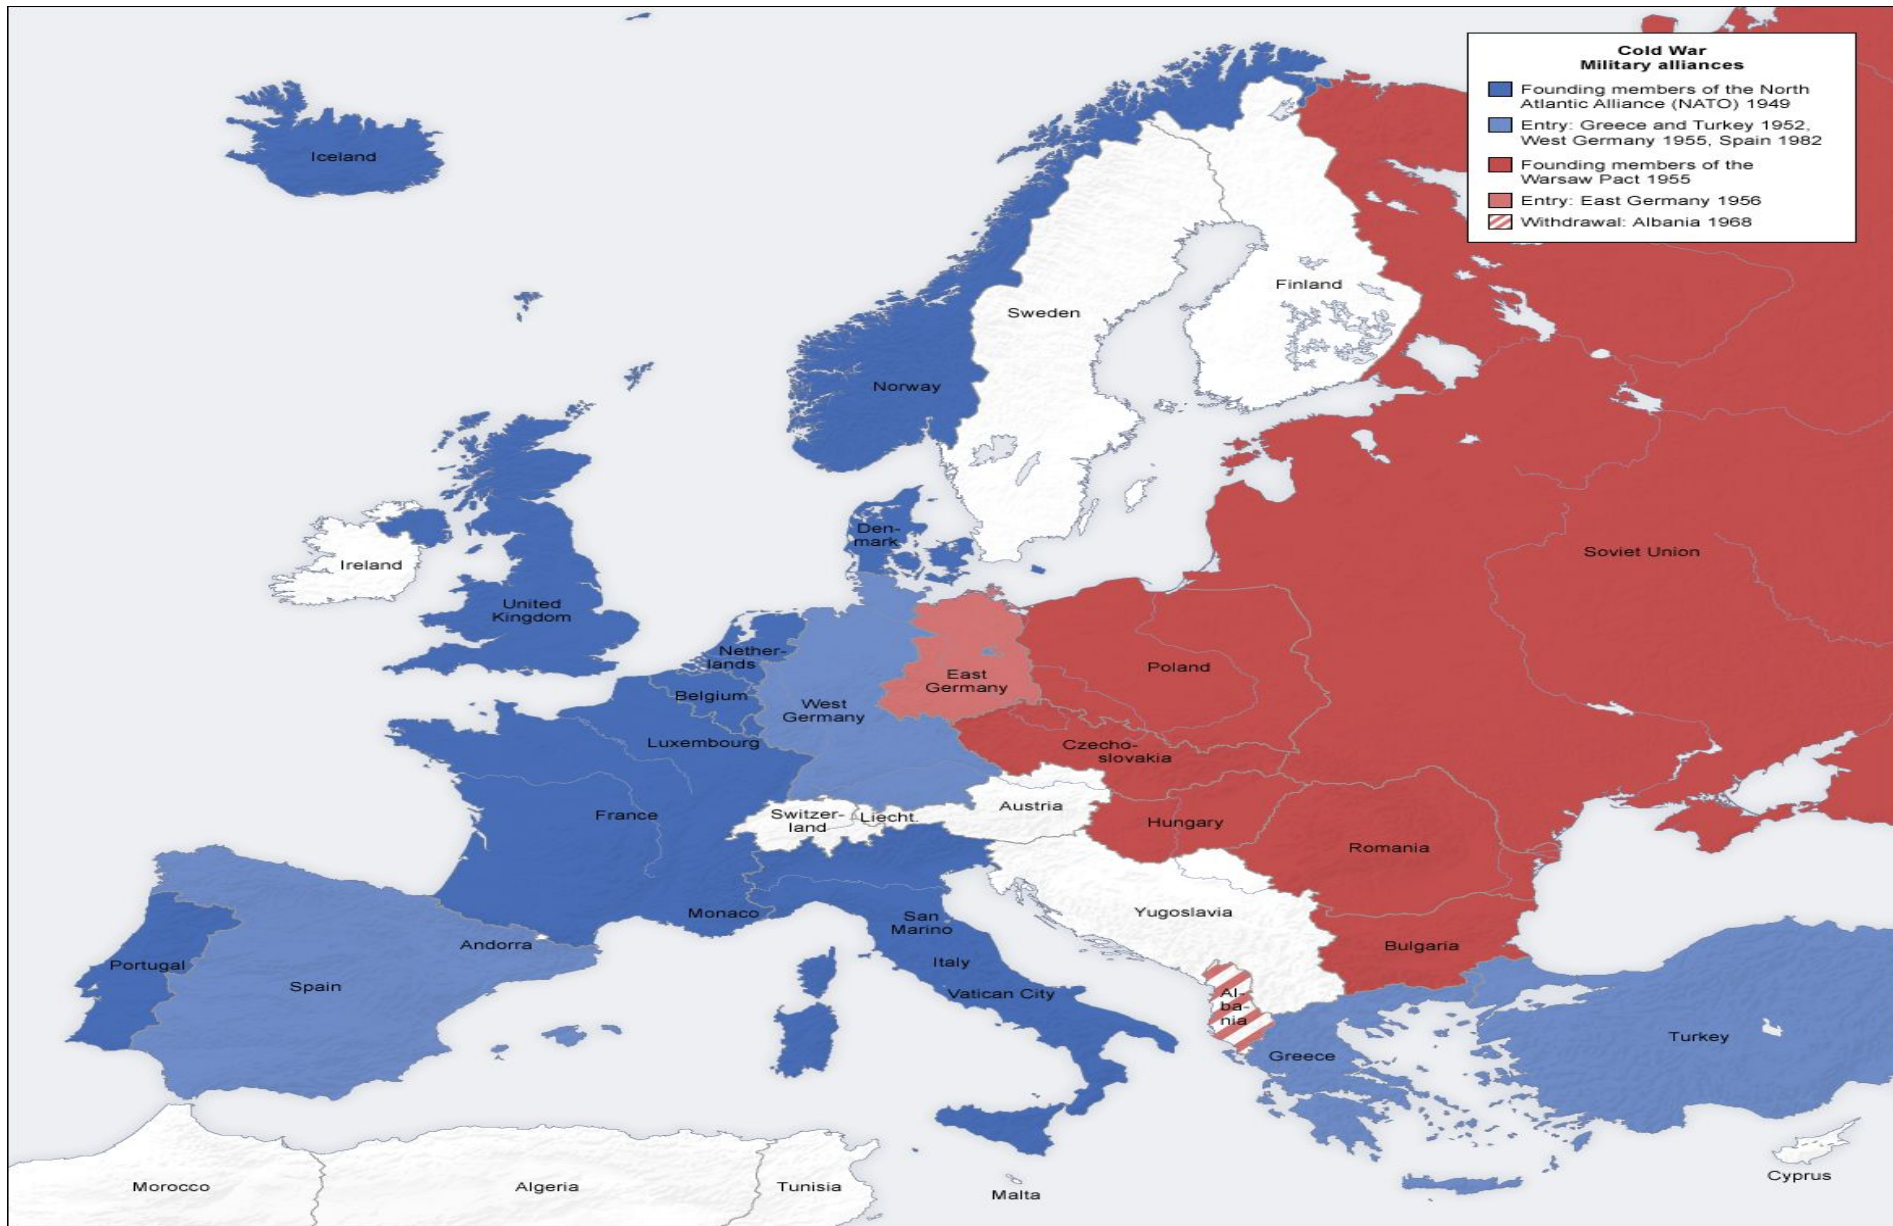 Cold War
Military alliances
Founding members of the North
Atlantic Alliance (NATO) 1949
Entry: Greece and Turkey 1952,
West Germany 1955, Spain 1982
Founding members of the
Warsaw Pact 1955
Entry: East Germany 1956
Withdrawal: Albania 1968
Iceland
Finland
Sweden
Norway
Den-
mark
Soviet Union
Ireland
United
Kingdom
Nether-
lands
Belgium
East
Germany
Poland
West
Germany
Luxembourg
Czecho-
slovakia
Austria
France
Switzer-
land
Liecht.
Hungary
Romania
Monaco
San
Marino
Yugoslavia
Andorra
Bulgaria
Portugal
Italy
Spain
Vatican City
Al-
ba-
nia
Turkey
Greece
Cyprus
Morocco
Algeria
Tunisia
Malta